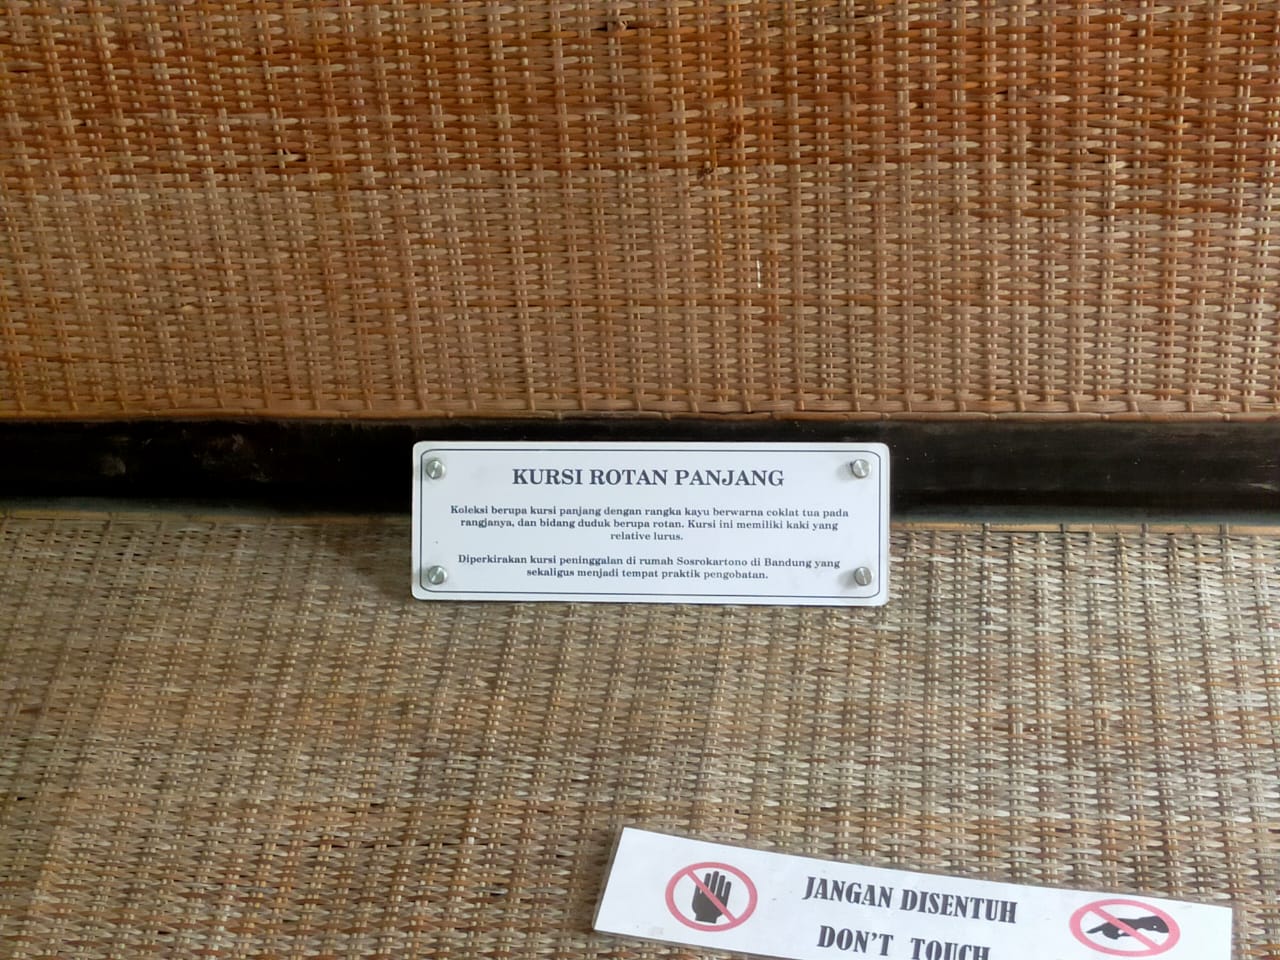 KURSI ROTAN PANJANG
Koleksi berupa kursi panjang dengan rangka kayu berwarna coklat tua pada
rangjanya, dan bidang duduk berupa rotan. Kursi ini memiliki kaki yang
relative lurus.
Diperkirakan kursi peninggalan di rumah Sosrokartono di Bandung yang
sekaligus menjadi tempat praktik pengobatan.
JANGAN DISENTUH
DON'T TOUCH